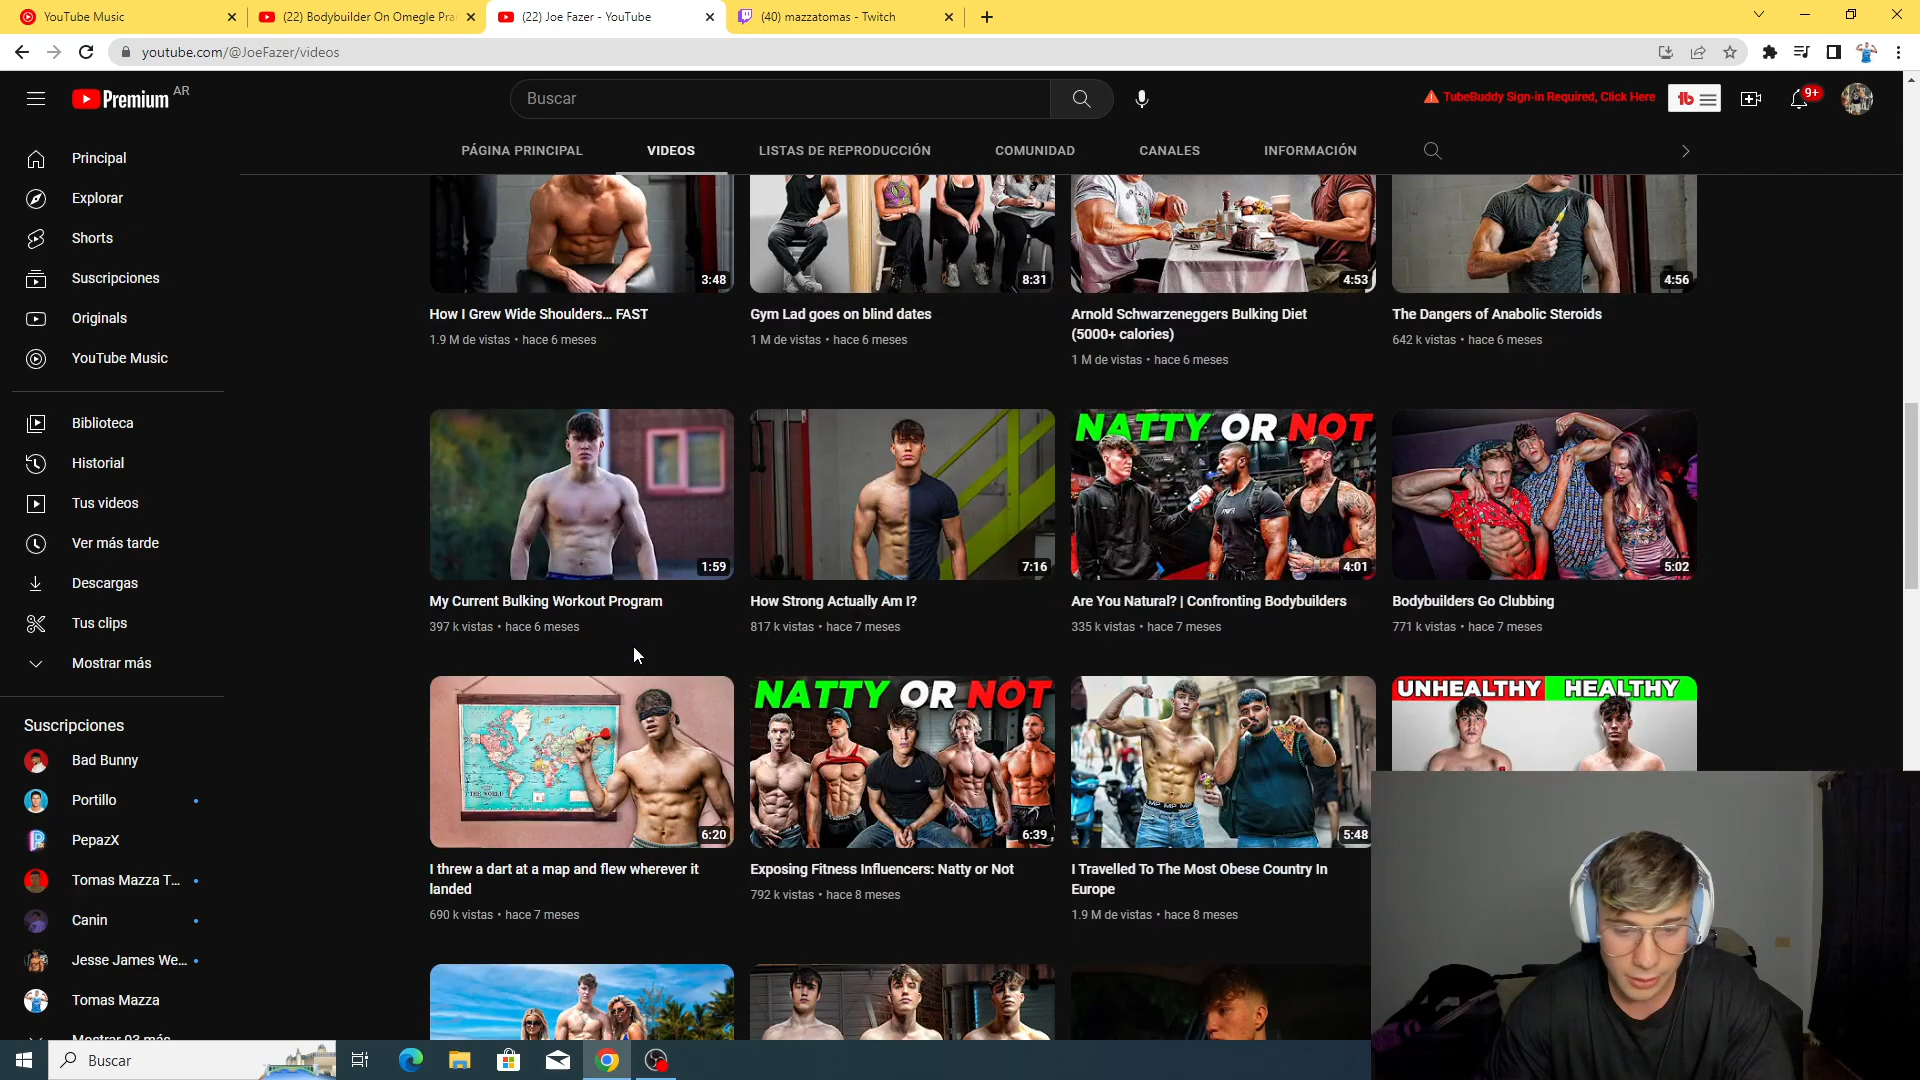 YouTube Music
(22) Bodybuilder On Omegle Pra
(22) Joe Fazer - YouTube
(40) mazzatomas - Twitch
youtube.com/@JoeFazer/videos
Premium AR
Buscar
TubeBuddy Sign-in Required, Click Here
tb
9+
PÁGINA PRINCIPAL
VIDEOS
LISTAS DE REPRODUCCIÓN
COMUNIDAD
CANALES
INFORMACIÓN
Principal
Explorar
Shorts
Suscripciones
Originals
YouTube Music
Biblioteca
Historial
Tus videos
Ver más tarde
Descargas
Tus clips
Mostrar más
Suscripciones
Bad Bunny
Portillo
PepazX
Tomas Mazza T...
Canin
Jesse James We...
Tomas Mazza
Mostrar 93 más
3:48
8:31
4:53
4:56
How I Grew Wide Shoulders... FAST
1.9 M de vistas • hace 6 meses
Gym Lad goes on blind dates
1 M de vistas • hace 6 meses
Arnold Schwarzeneggers Bulking Diet
(5000+ calories)
1 M de vistas • hace 6 meses
The Dangers of Anabolic Steroids
642 k vistas • hace 6 meses
1:59
7:16
NATTY OR NOT
4:01
5:02
My Current Bulking Workout Program
397 k vistas • hace 6 meses
How Strong Actually Am I?
817 k vistas • hace 7 meses
Are You Natural? | Confronting Bodybuilders
335 k vistas • hace 7 meses
Bodybuilders Go Clubbing
771 k vistas • hace 7 meses
6:20
NATTY OR NOT
6:39
5:48
UNHEALTHY HEALTHY
I threw a dart at a map and flew wherever it
landed
690 k vistas • hace 7 meses
Exposing Fitness Influencers: Natty or Not
792 k vistas • hace 8 meses
I Travelled To The Most Obese Country In
Europe
1.9 M de vistas • hace 8 meses
Buscar